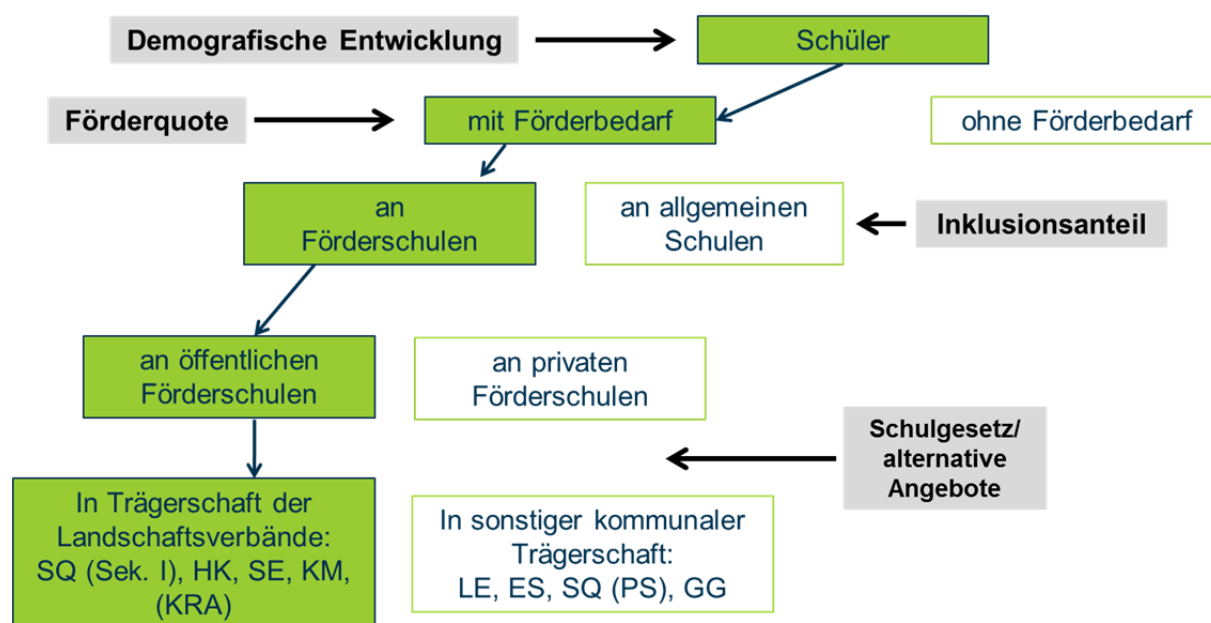 Demografische Entwicklung
Schüler
Förderquote
mit Förderbedarf
ohne Förderbedarf
an
Förderschulen
an allgemeinen
Schulen
Inklusionsanteil
an öffentlichen
Förderschulen
an privaten
Förderschulen
Schulgesetz/
alternative
Angebote
In Trägerschaft der
Landschaftsverbände:
SQ (Sek. I), HK, SE, KM,
(KRA)
In sonstiger kommunaler
Trägerschaft:
LE, ES, SQ (PS), GG